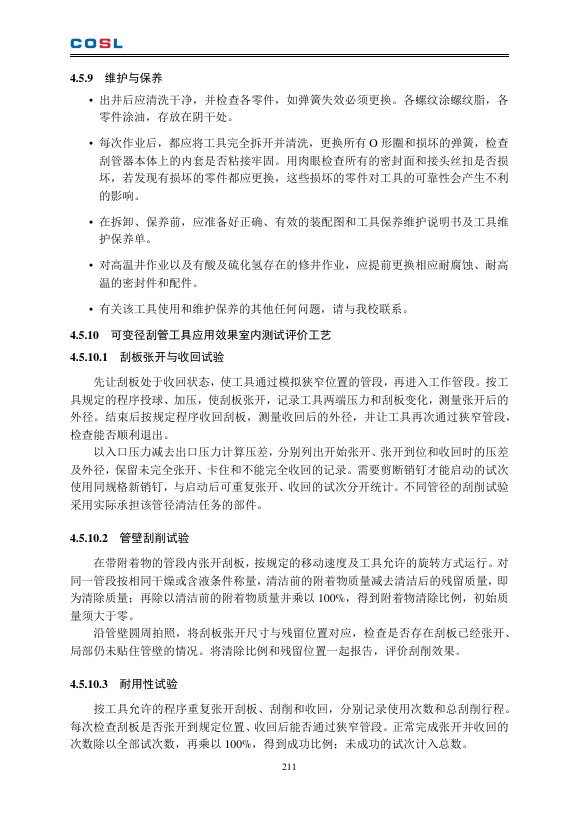 COSL
4.5.9 维护与保养
• 出井后应清洗干净，并检查各零件，如弹簧失效必须更换。各螺纹涂螺纹脂，各
零件涂油，存放在阴干处。
• 每次作业后，都应将工具完全拆开并清洗，更换所有 O 形圈和损坏的弹簧，检查
刮管器本体上的内套是否粘接牢固。用肉眼检查所有的密封面和接头丝扣是否损
坏，若发现有损坏的零件都应更换，这些损坏的零件对工具的可靠性会产生不利
的影响。
• 在拆卸、保养前，应准备好正确、有效的装配图和工具保养维护说明书及工具维
护保养单。
• 对高温井作业以及有酸及硫化氢存在的修井作业，应提前更换相应耐腐蚀、耐高
温的密封件和配件。
• 有关该工具使用和维护保养的其他任何问题，请与我校联系。
4.5.10 可变径刮管工具应用效果室内测试评价工艺
4.5.10.1 刮板张开与收回试验
先让刮板处于收回状态，使工具通过模拟狭窄位置的管段，再进入工作管段。按工
具规定的程序投球、加压，使刮板张开，记录工具两端压力和刮板变化，测量张开后的
外径。结束后按规定程序收回刮板，测量收回后的外径，并让工具再次通过狭窄管段，
检查能否顺利退出。
以入口压力减去出口压力计算压差，分别列出开始张开、张开到位和收回时的压差
及外径，保留未完全张开、卡住和不能完全收回的记录。需要剪断销钉才能启动的试次
使用同规格新销钉，与启动后可重复张开、收回的试次分开统计。不同管径的刮削试验
采用实际承担该管径清洁任务的部件。
4.5.10.2 管壁刮削试验
在带附着物的管段内张开刮板，按规定的移动速度及工具允许的旋转方式运行。对
同一管段按相同干燥或含液条件称量，清洁前的附着物质量减去清洁后的残留质量，即
为清除质量；再除以清洁前的附着物质量并乘以 100%，得到附着物清除比例，初始质
量须大于零。
沿管壁圆周拍照，将刮板张开尺寸与残留位置对应，检查是否存在刮板已经张开、
局部仍未贴住管壁的情况。将清除比例和残留位置一起报告，评价刮削效果。
4.5.10.3 耐用性试验
按工具允许的程序重复张开刮板、刮削和收回，分别记录使用次数和总刮削行程。
每次检查刮板是否张开到规定位置、收回后能否通过狭窄管段。正常完成张开并收回的
次数除以全部试次数，再乘以 100%，得到成功比例；未成功的试次计入总数。
211